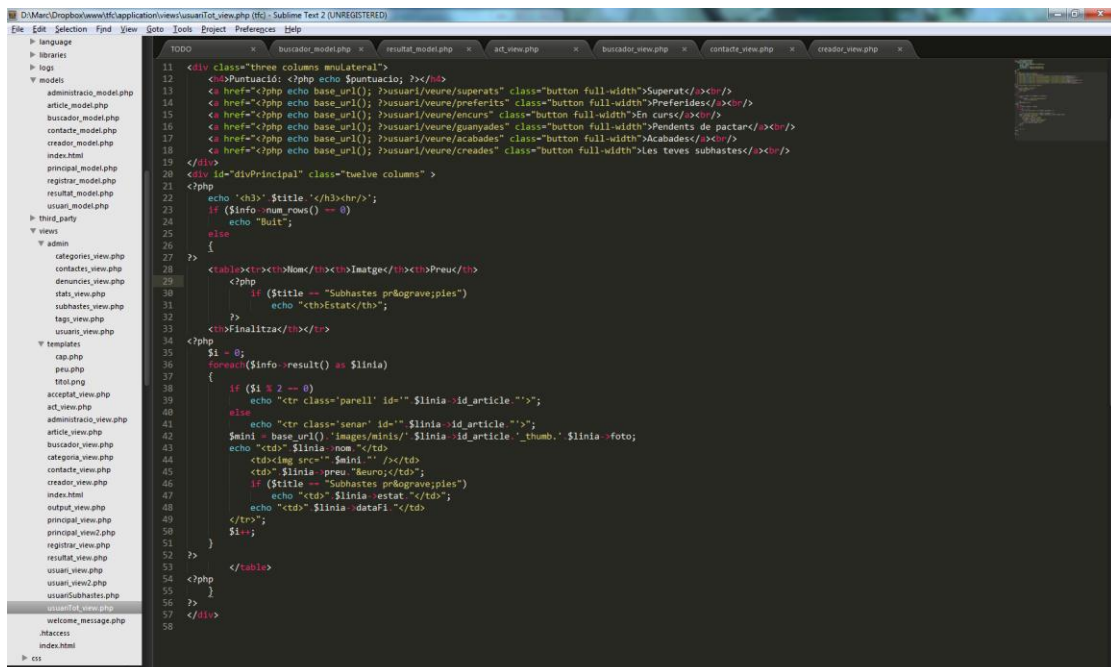 D:\Marc\Dropbox\www\tfc\application\views\usuariTot_view.php (tfc) - Sublime Text 2 (UNREGISTERED)
File Edit Selection Find View Goto Tools Project Preferences Help
language
libraries
logs
models
administracio_model.php
article_model.php
buscador_model.php
contacte_model.php
creador_model.php
index.html
principal_model.php
registrar_model.php
resultat_model.php
usuari_model.php
third_party
views
admin
categories_view.php
contactes_view.php
denuncies_view.php
stats_view.php
subhastes_view.php
tags_view.php
usuaris_view.php
templates
cap.php
peu.php
titol.png
acceptat_view.php
act_view.php
administracio_view.php
article_view.php
buscador_view.php
categoria_view.php
contacte_view.php
creador_view.php
index.html
output_view.php
principal_view.php
principal_view2.php
registrar_view.php
resultat_view.php
usuari_view.php
usuari_view2.php
usuariSubhastes.php
usuariTot_view.php
welcome_message.php
.htaccess
index.html
css
TODO × buscador_model.php × resultat_model.php × act_view.php × buscador_view.php × contacte_view.php × creador_view.php ×
11 <div class="three columns mnuLateral">
12 <h4>Puntuació: <?php echo $puntuacio; ?></h4>
13 <a href="<?php echo base_url(); ?>usuari/veure/superats" class="button full-width">Superat</a><br/>
14 <a href="<?php echo base_url(); ?>usuari/veure/preferits" class="button full-width">Preferides</a><br/>
15 <a href="<?php echo base_url(); ?>usuari/veure/encurs" class="button full-width">En curs</a><br/>
16 <a href="<?php echo base_url(); ?>usuari/veure/guanyades" class="button full-width">Pendents de pactar</a><br/>
17 <a href="<?php echo base_url(); ?>usuari/veure/acabades" class="button full-width">Acabades</a><br/>
18 <a href="<?php echo base_url(); ?>usuari/veure/creades" class="button full-width">Les teves subhastes</a><br/>
19 </div>
20 <div id="divPrincipal" class="twelve columns" >
21 <?php
22 echo '<h3>'.$title.'</h3><hr/>';
23 if ($info->num_rows() == 0)
24 echo "Buit";
25 else
26 {
27 ?>
28 <table><tr><th>Nom</th><th>Imatge</th><th>Preu</th>
29 <?php
30 if ($title == "Subhastes pr&ograve;pies")
31 echo "<th>Estat</th>";
32 ?>
33 <th>Finalitza</th></tr>
34 <?php
35 $i = 0;
36 foreach($info->result() as $linia)
37 {
38 if ($i % 2 == 0)
39 echo "<tr class='parell' id='".$linia->id_article."'>";
40 else
41 echo "<tr class='senar' id='".$linia->id_article."'>";
42 $mini = base_url().'images/minis/'.$linia->id_article.'_thumb.'.$linia->foto;
43 echo "<td>".$linia->nom."</td>
44 <td><img src='".$mini."' /></td>
45 <td>".$linia->preu."&euro;</td>";
46 if ($title == "Subhastes pr&ograve;pies")
47 echo "<td>".$linia->estat."</td>";
48 echo "<td>".$linia->dataFi."</td>
49 </tr>";
50 $i++;
51 }
52 ?>
53 </table>
54 <?php
55 }
56 ?>
57 </div>
58